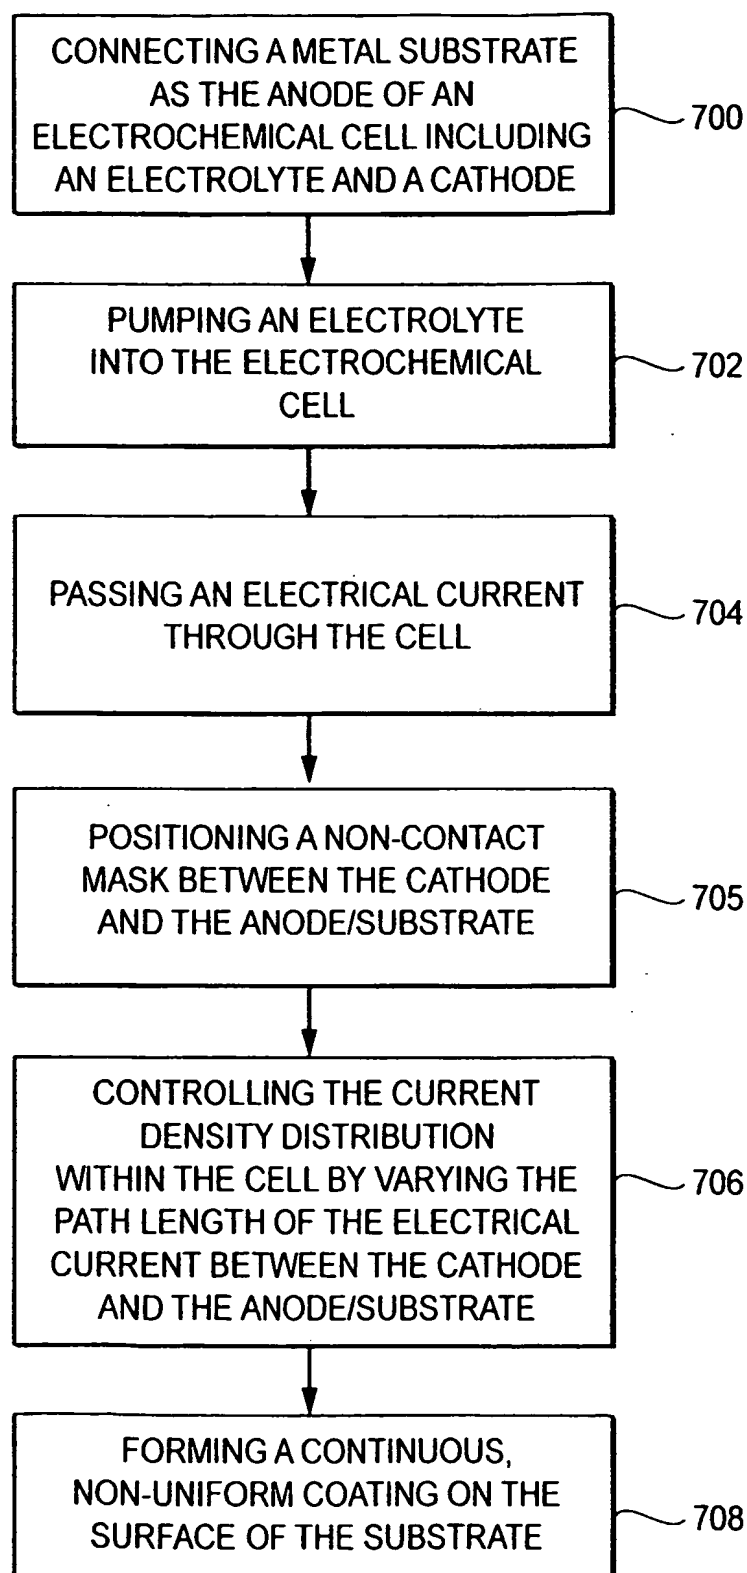 CONNECTING A METAL SUBSTRATE
AS THE ANODE OF AN
ELECTROCHEMICAL CELL INCLUDING
AN ELECTROLYTE AND A CATHODE
700
PUMPING AN ELECTROLYTE
INTO THE ELECTROCHEMICAL
CELL
702
PASSING AN ELECTRICAL CURRENT
THROUGH THE CELL
704
POSITIONING A NON-CONTACT
MASK BETWEEN THE CATHODE
AND THE ANODE/SUBSTRATE
705
CONTROLLING THE CURRENT
DENSITY DISTRIBUTION
WITHIN THE CELL BY VARYING THE
PATH LENGTH OF THE ELECTRICAL
CURRENT BETWEEN THE CATHODE
AND THE ANODE/SUBSTRATE
706
FORMING A CONTINUOUS,
NON-UNIFORM COATING ON THE
SURFACE OF THE SUBSTRATE
708